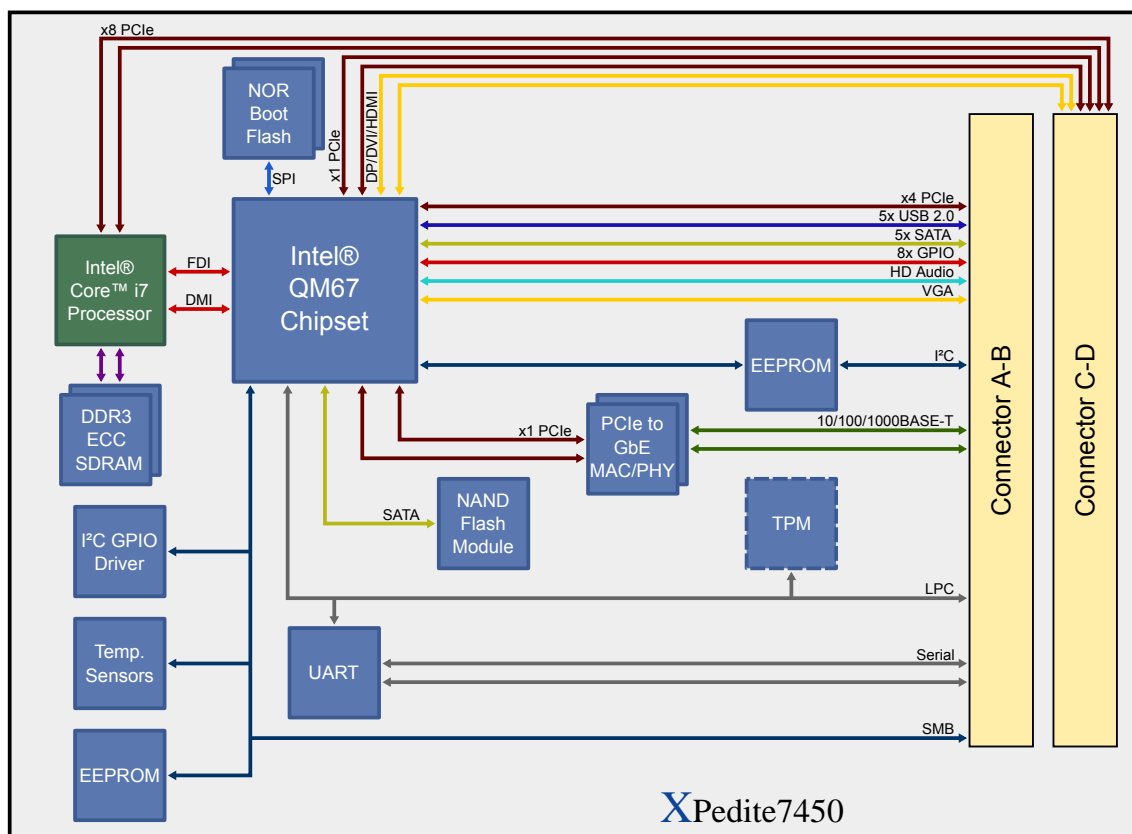 x8 PCIe
NOR
Boot
Flash
SPI
x1 PCIe
DP/DVI/HDMI
x4 PCIe
5x USB 2.0
5x SATA
8x GPIO
HD Audio
VGA
Intel®
Core™ i7
Processor
FDI
DMI
Intel®
QM67
Chipset
EEPROM
I²C
DDR3
ECC
SDRAM
x1 PCIe
PCIe to
GbE
MAC/PHY
10/100/1000BASE-T
Connector A-B
Connector C-D
I²C GPIO
Driver
SATA
NAND
Flash
Module
TPM
LPC
Temp.
Sensors
UART
Serial
SMB
EEPROM
XPedite7450